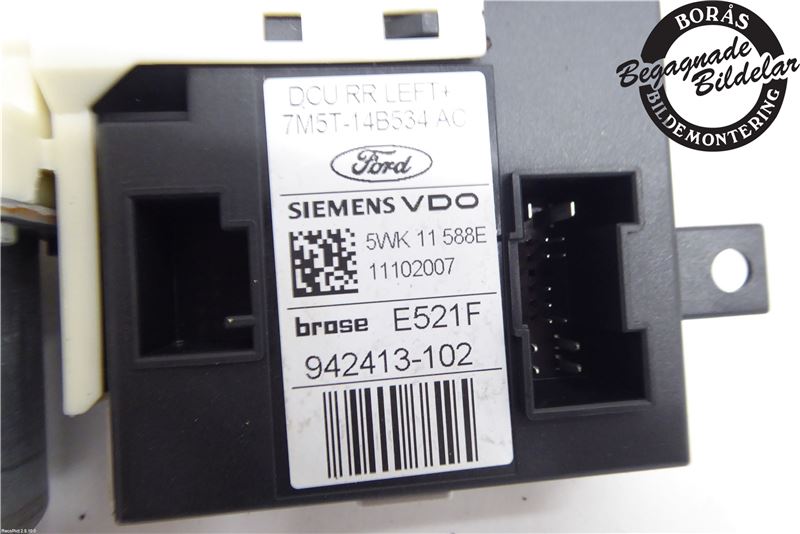 DCU RR LEFT+
7M5T-14B534 AC
Ford
SIEMENS VDO
5WK 11 588E
11102007
brose E521F
942413-102
BORÅS
Begagnade
Bildelar
BILDEMONTERING